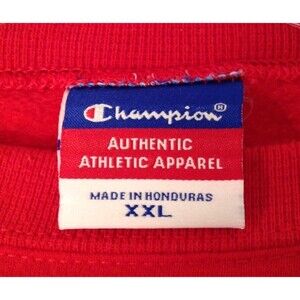 Champion®
AUTHENTIC
ATHLETIC APPAREL
MADE IN HONDURAS
XXL